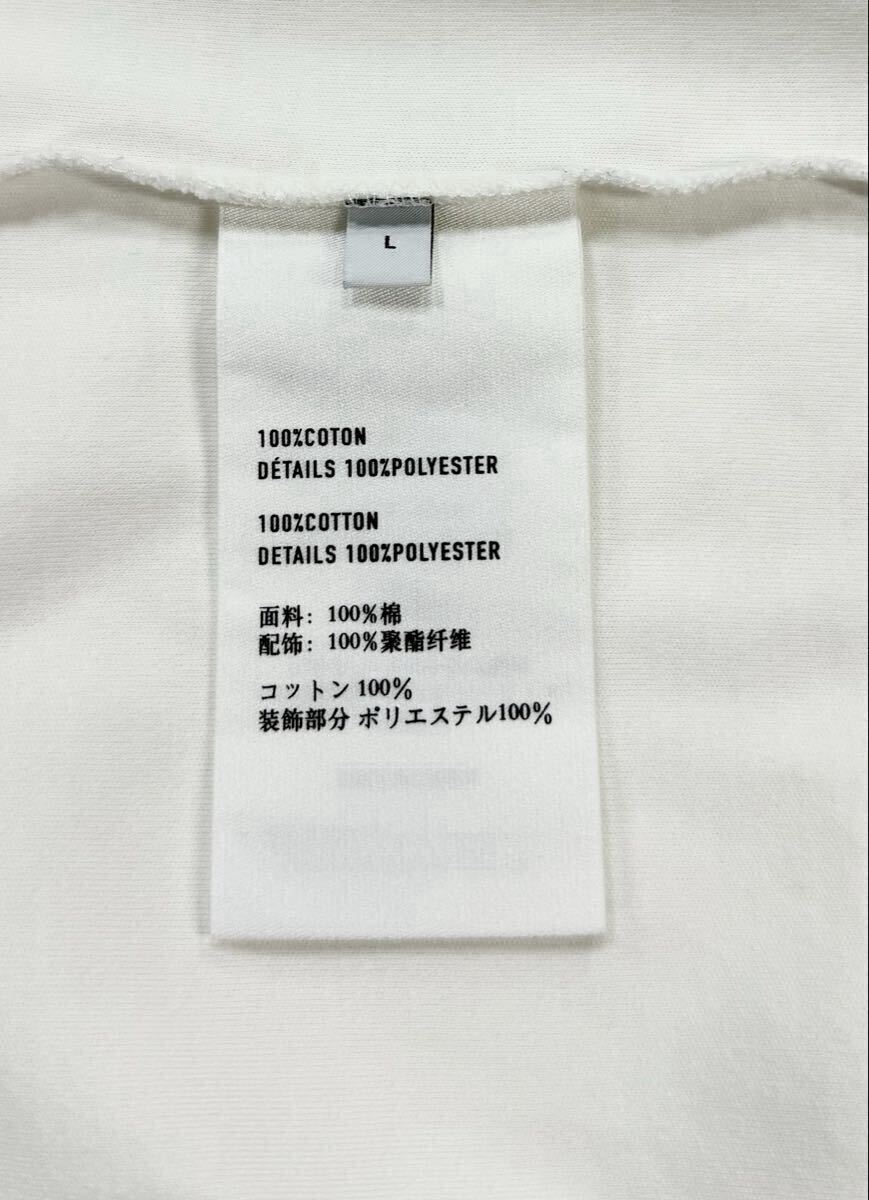 L
100%COTON
DÉTAILS 100%POLYESTER
100%COTTON
DETAILS 100%POLYESTER
面料: 100%棉
配饰: 100%聚酯纤维
コットン 100%
装飾部分 ポリエステル100%